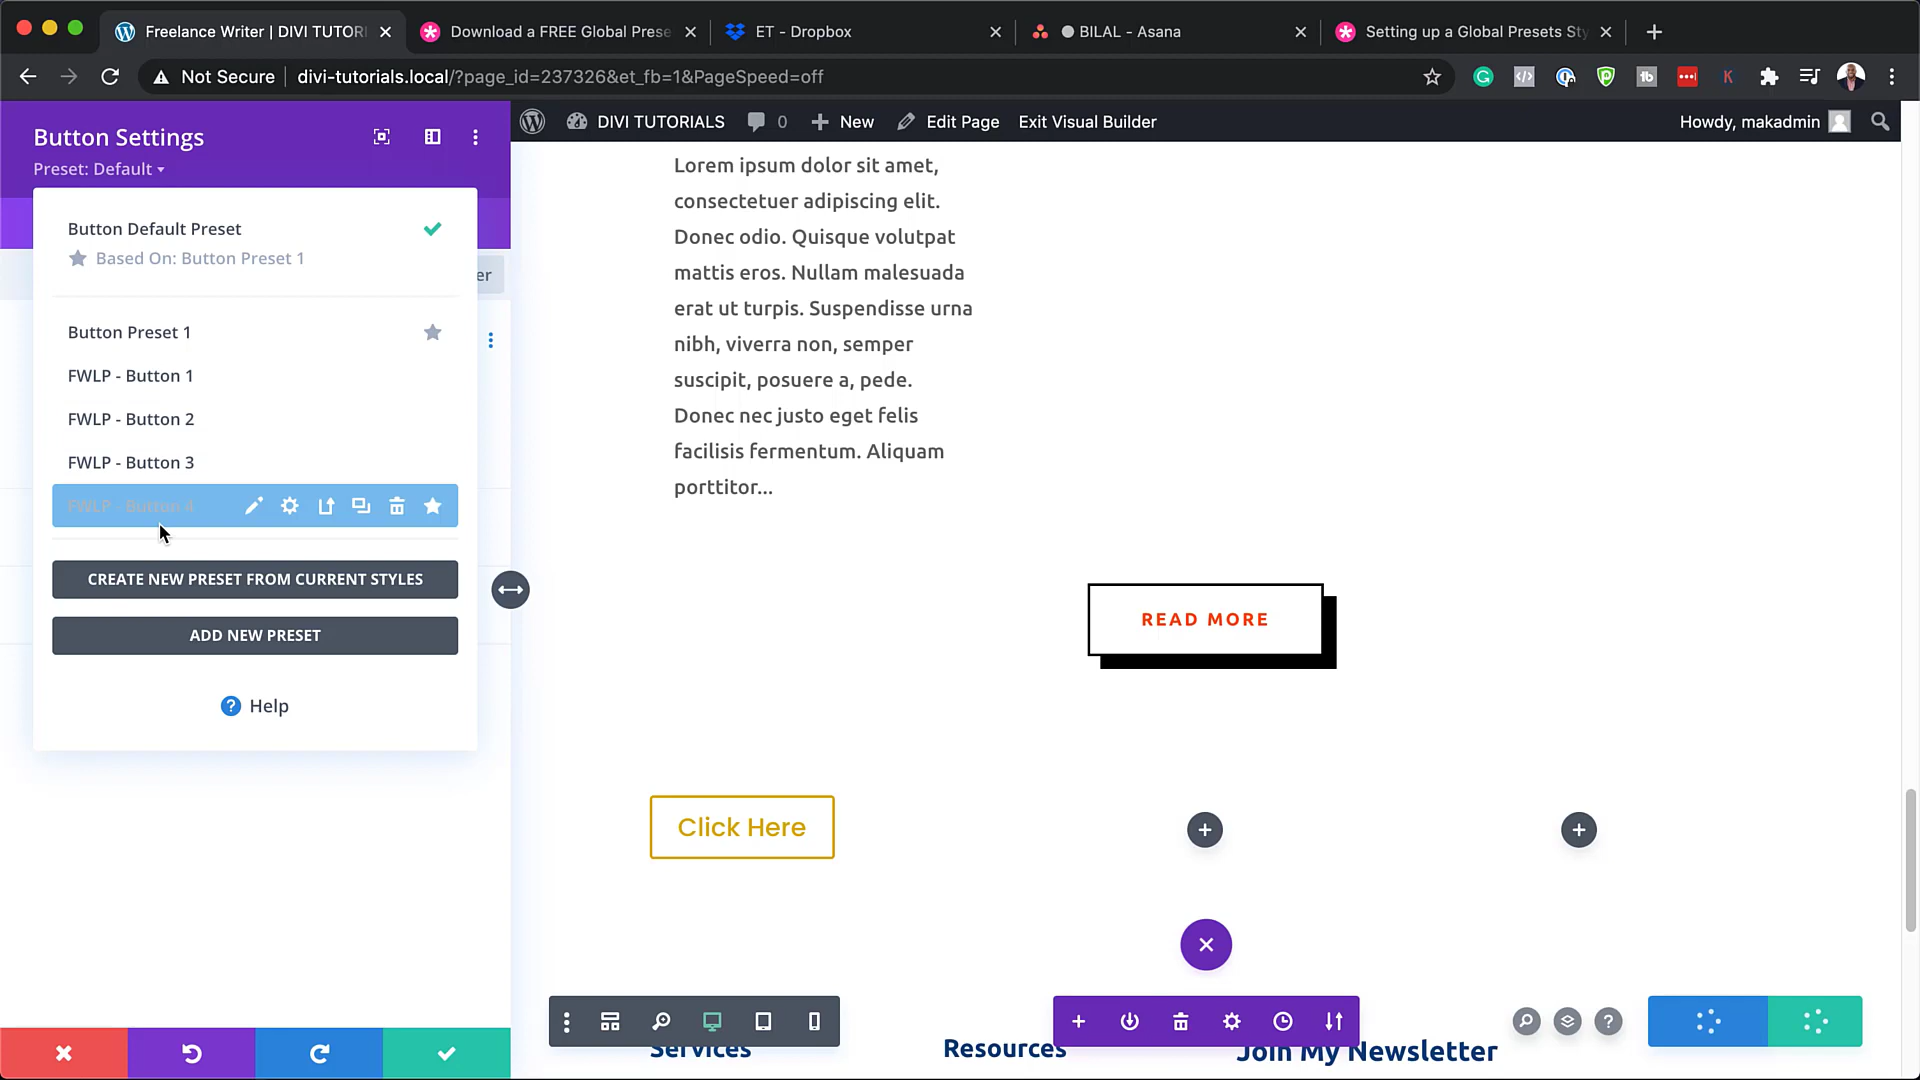 Freelance Writer | DIVI TUTORI
Download a FREE Global Prese
ET - Dropbox
BILAL - Asana
Setting up a Global Presets Sty
Not Secure
divi-tutorials.local/?page_id=237326&et_fb=1&PageSpeed=off
Button Settings
Preset: Default
DIVI TUTORIALS
0
New
Edit Page
Exit Visual Builder
Howdy, makadmin
Button Default Preset
Based On: Button Preset 1
er
Button Preset 1
FWLP - Button 1
FWLP - Button 2
FWLP - Button 3
FWLP - Button 4
CREATE NEW PRESET FROM CURRENT STYLES
ADD NEW PRESET
? Help
Lorem ipsum dolor sit amet,
consectetuer adipiscing elit.
Donec odio. Quisque volutpat
mattis eros. Nullam malesuada
erat ut turpis. Suspendisse urna
nibh, viverra non, semper
suscipit, posuere a, pede.
Donec nec justo eget felis
facilisis fermentum. Aliquam
porttitor...
READ MORE
Click Here
Services
Resources
Join My Newsletter